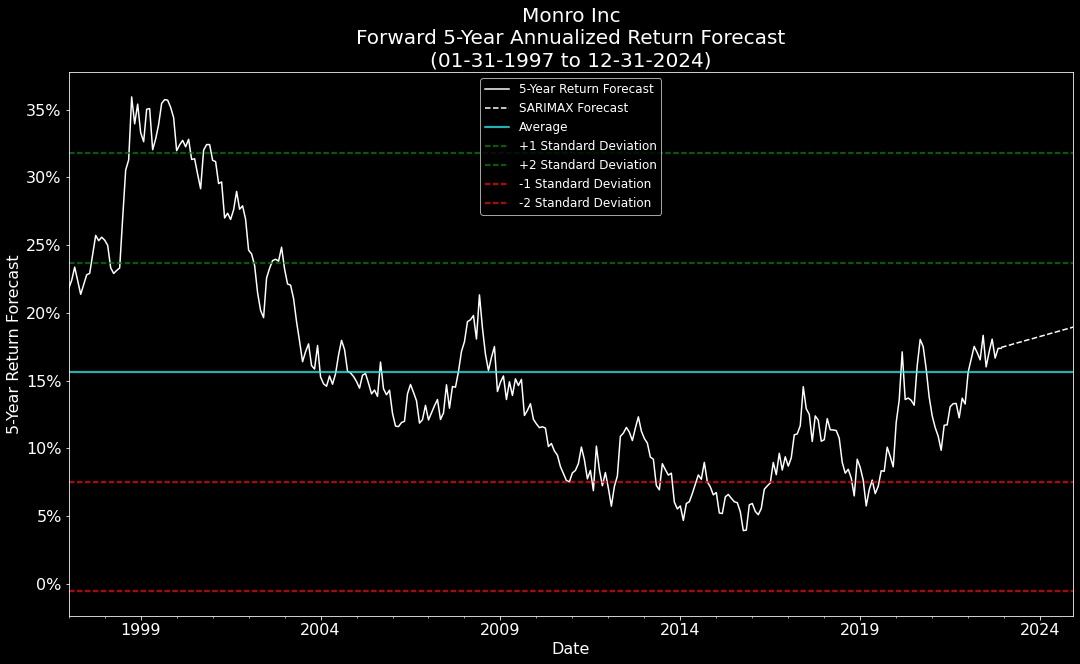 Monro Inc
Forward 5-Year Annualized Return Forecast
(01-31-1997 to 12-31-2024)
5-Year Return Forecast
SARIMAX Forecast
Average
+1 Standard Deviation
+2 Standard Deviation
-1 Standard Deviation
-2 Standard Deviation
5-Year Return Forecast
35%
30%
25%
20%
15%
10%
5%
0%
1999 2004 2009 2014 2019 2024
Date